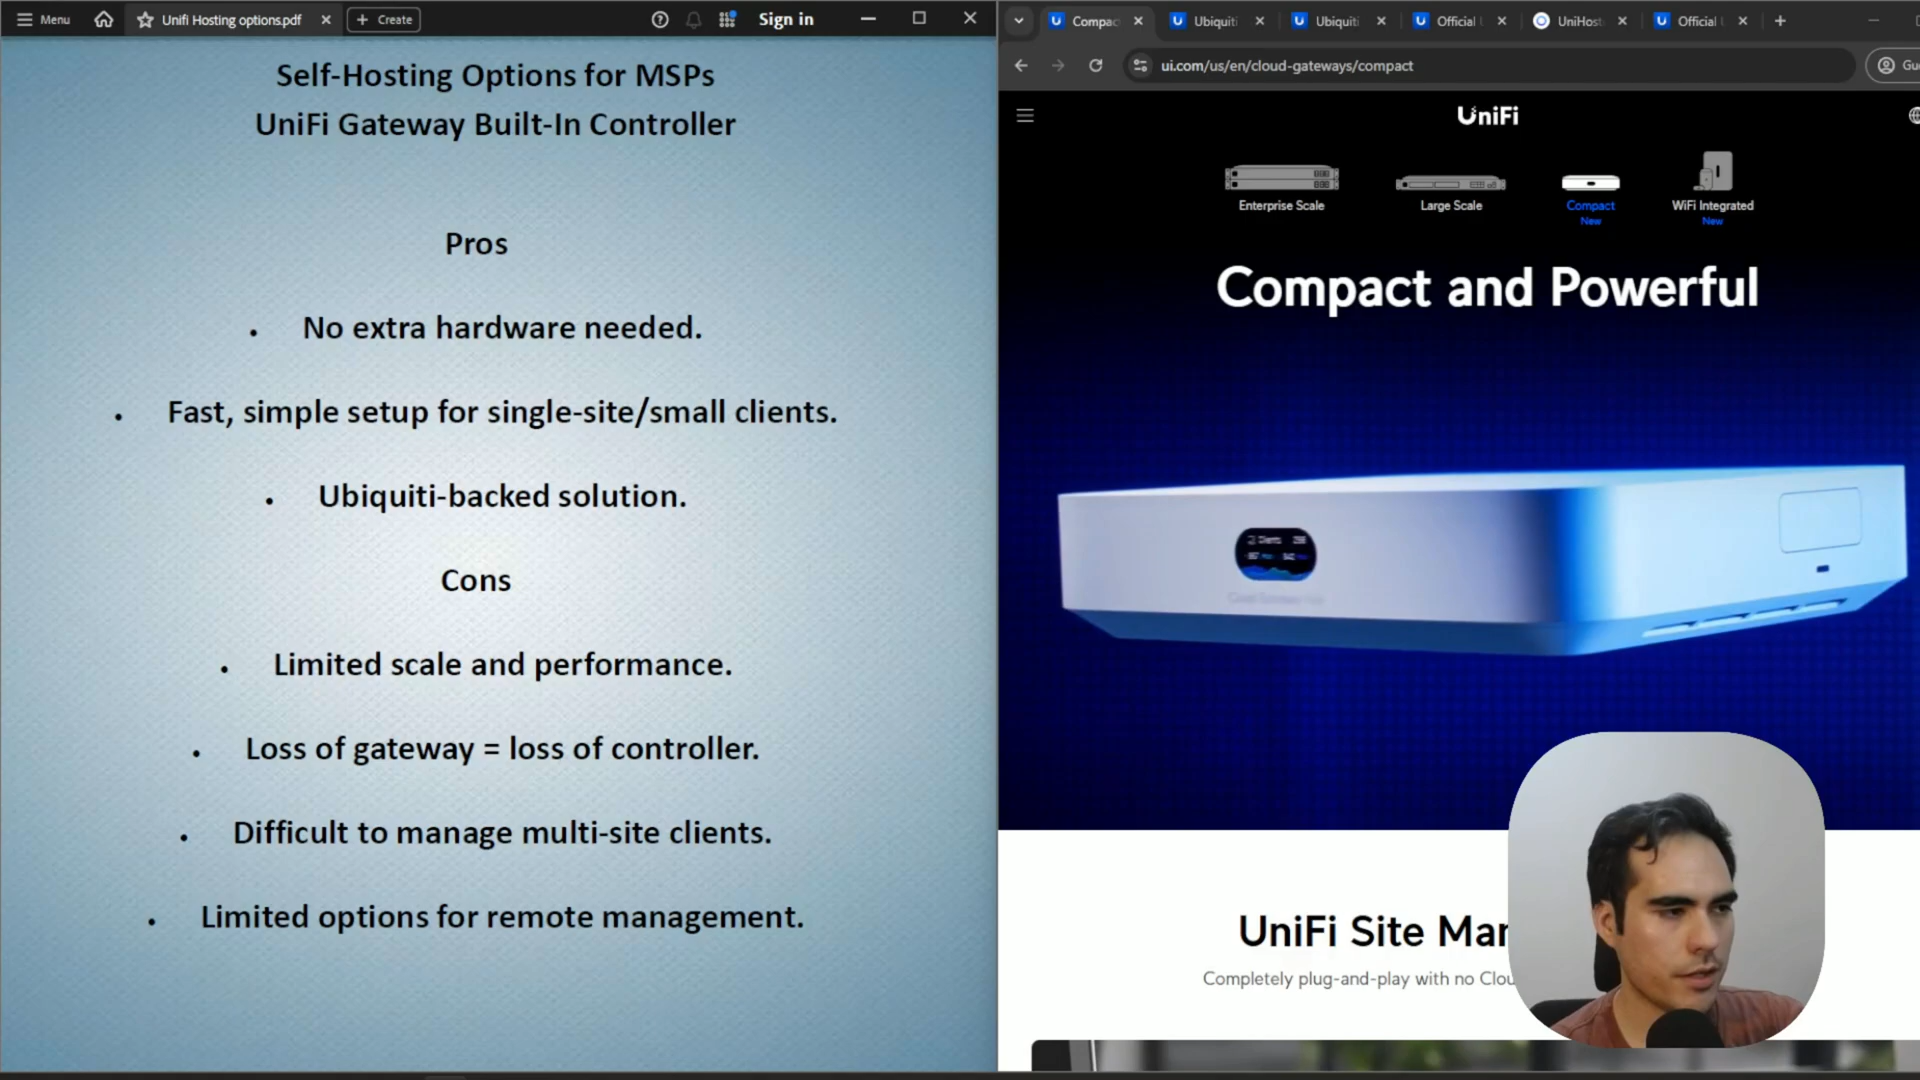 Menu
Unifi Hosting options.pdf
Create
Sign in
Self-Hosting Options for MSPs
UniFi Gateway Built-In Controller
Pros
• No extra hardware needed.
• Fast, simple setup for single-site/small clients.
• Ubiquiti-backed solution.
Cons
• Limited scale and performance.
• Loss of gateway = loss of controller.
• Difficult to manage multi-site clients.
• Limited options for remote management.
Compac
Ubiquiti
Ubiquiti
Official
UniHost
Official
ui.com/us/en/cloud-gateways/compact
Gu
UniFi
Enterprise Scale
Large Scale
Compact
New
WiFi Integrated
New
Compact and Powerful
UniFi Site Man
Completely plug-and-play with no Clou